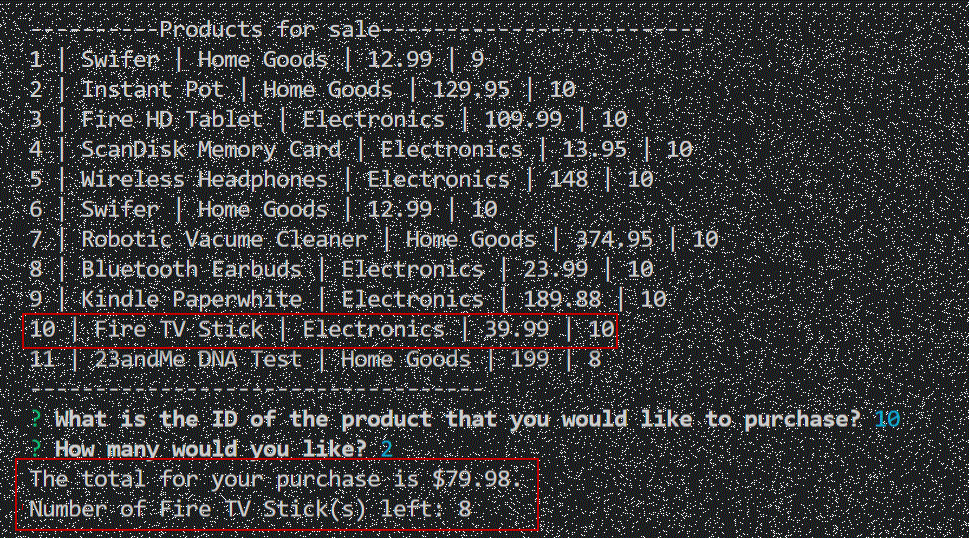 ----------Products for sale-------------------------
1 | Swifer | Home Goods | 12.99 | 9
2 | Instant Pot | Home Goods | 129.95 | 10
3 | Fire HD Tablet | Electronics | 109.99 | 10
4 | ScanDisk Memory Card | Electronics | 13.95 | 10
5 | Wireless Headphones | Electronics | 148 | 10
6 | Swifer | Home Goods | 12.99 | 10
7 | Robotic Vacume Cleaner | Home Goods | 374.95 | 10
8 | Bluetooth Earbuds | Electronics | 23.99 | 10
9 | Kindle Paperwhite | Electronics | 189.88 | 10
10 | Fire TV Stick | Electronics | 39.99 | 10
11 | 23andMe DNA Test | Home Goods | 199 | 8
-----------------------------------
? What is the ID of the product that you would like to purchase? 10
? How many would you like? 2
The total for your purchase is $79.98.
Number of Fire TV Stick(s) left: 8